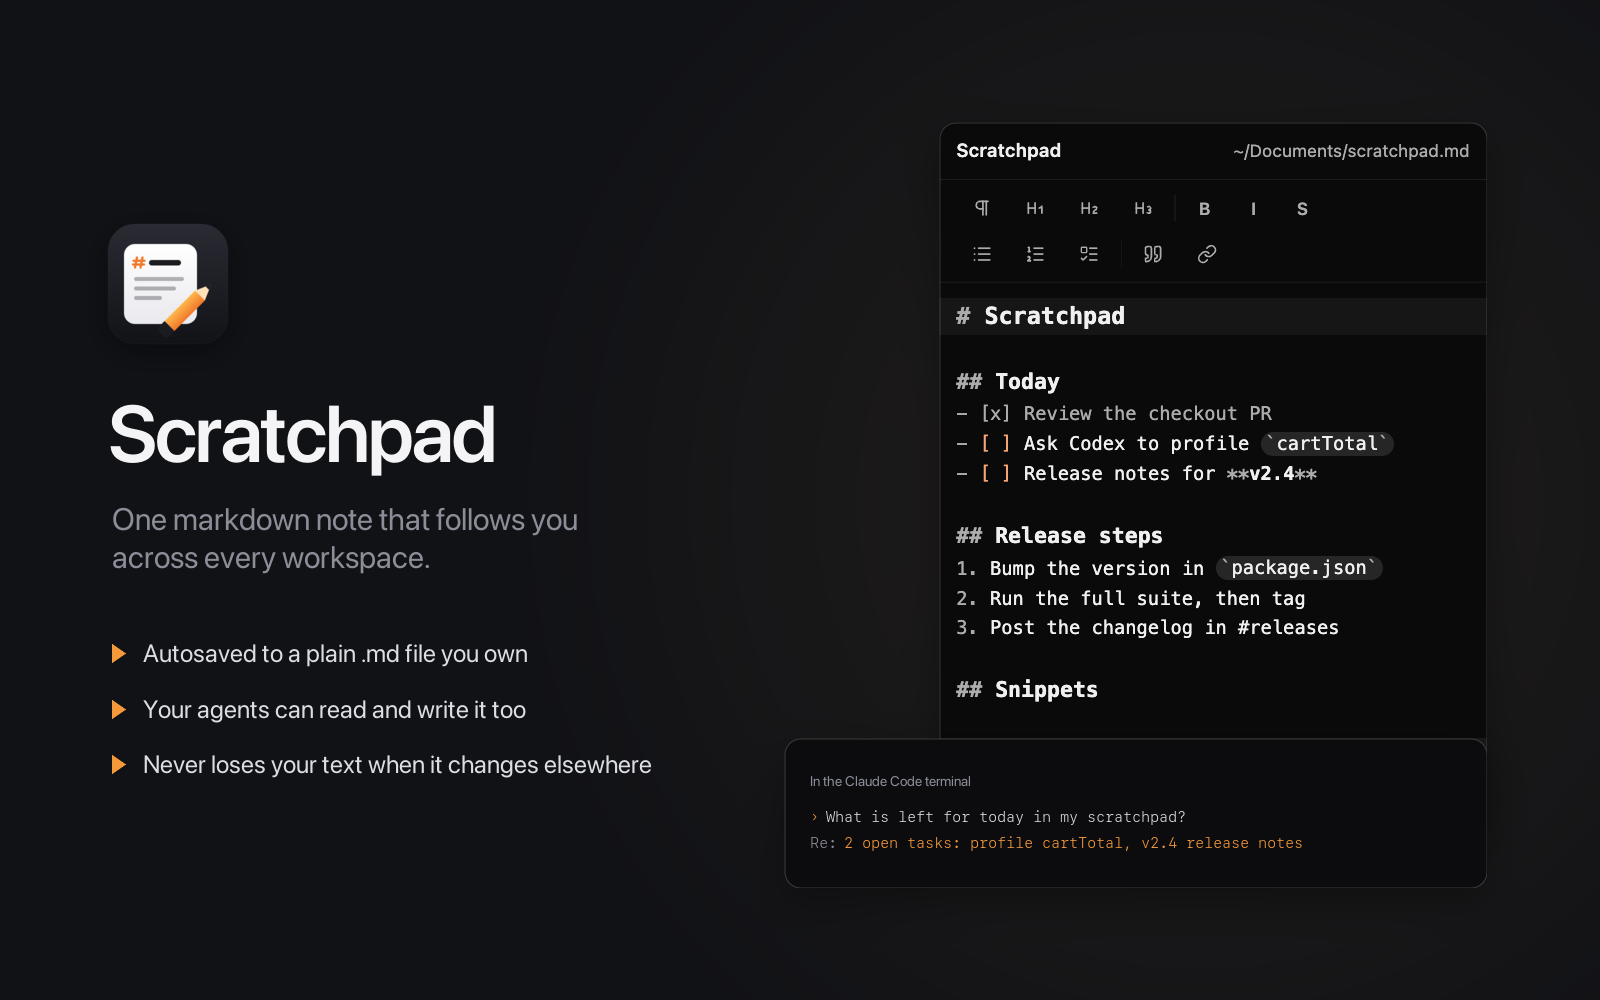 #
Scratchpad
One markdown note that follows you
across every workspace.
Autosaved to a plain .md file you own
Your agents can read and write it too
Never loses your text when it changes elsewhere
Scratchpad ~/Documents/scratchpad.md
¶ H1 H2 H3 B I S
# Scratchpad
## Today
- [x] Review the checkout PR
- [ ] Ask Codex to profile `cartTotal`
- [ ] Release notes for **v2.4**
## Release steps
1. Bump the version in `package.json`
2. Run the full suite, then tag
3. Post the changelog in #releases
## Snippets
In the Claude Code terminal
› What is left for today in my scratchpad?
Re: 2 open tasks: profile cartTotal, v2.4 release notes